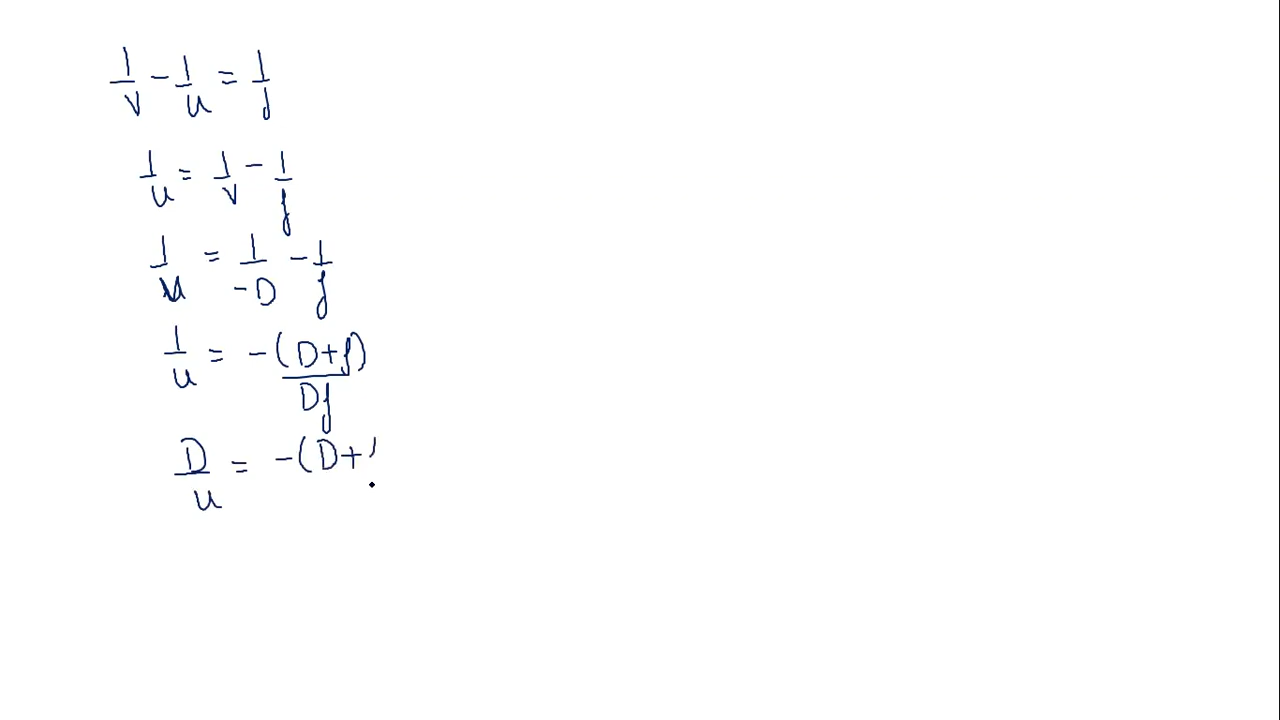 1/v - 1/u = 1/f
1/u = 1/v - 1/f
1/u = 1/-D - 1/f
1/u = -(D+f)/Df
D/u = -(D+